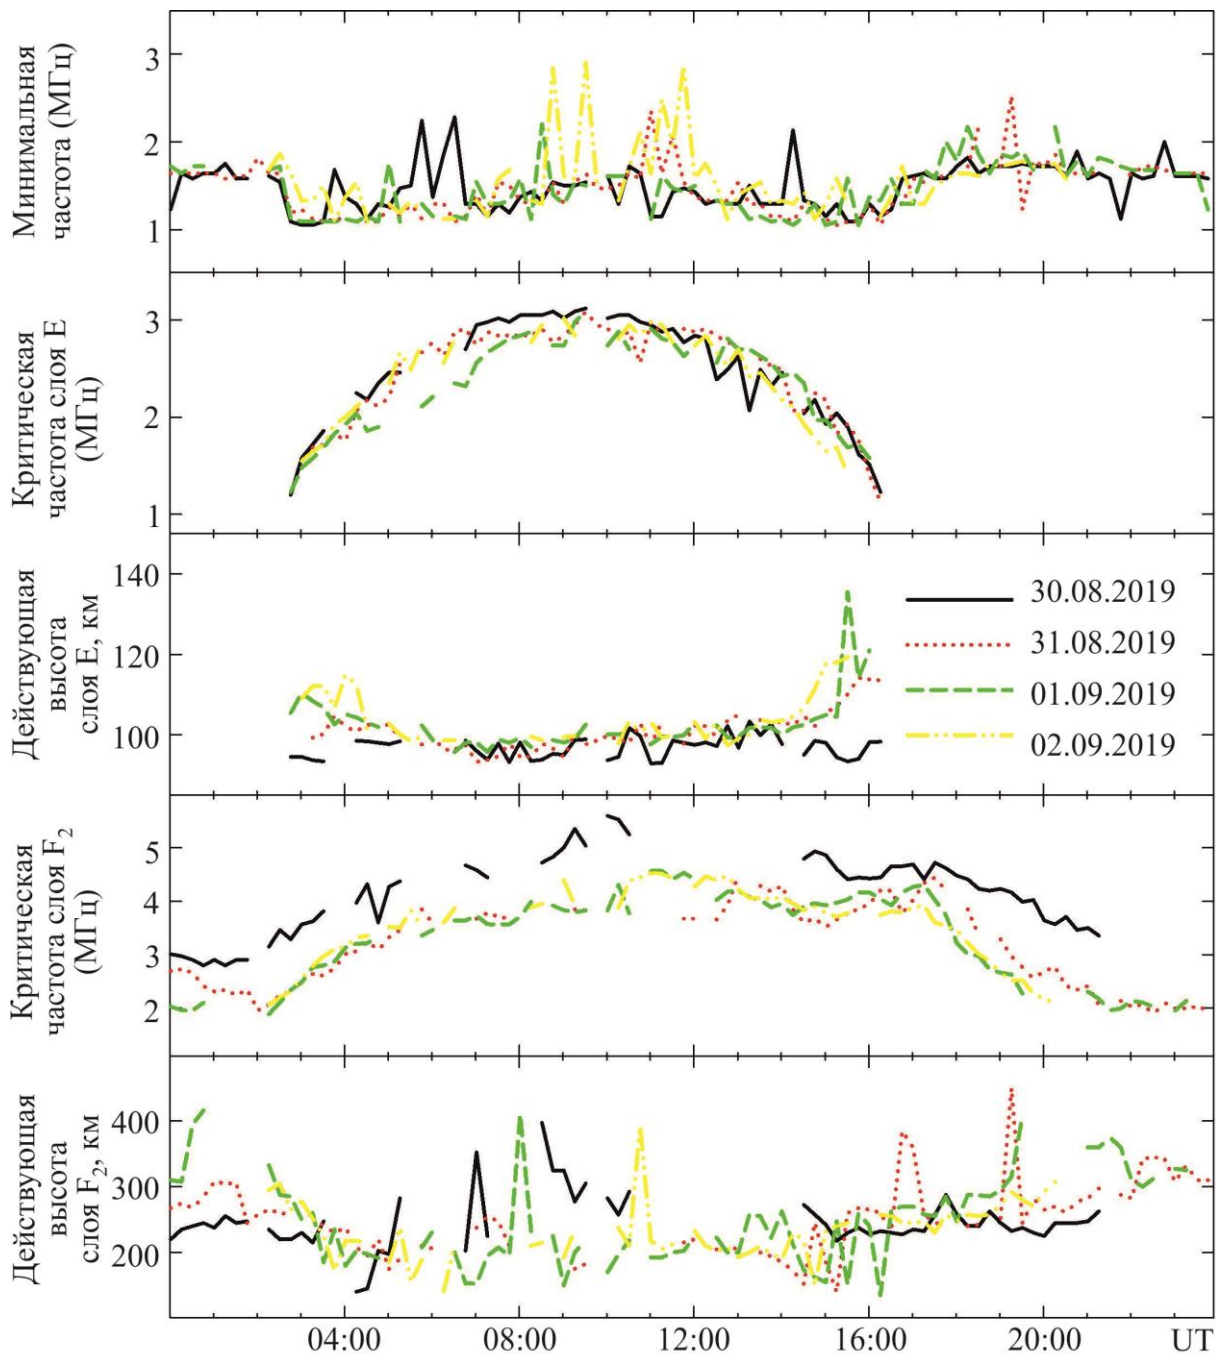 Минимальная
частота (МГц)
3
2
1
Критическая
частота слоя E
(МГц)
3
2
1
Действующая
высота
слоя E, км
140
120
100
30.08.2019
31.08.2019
01.09.2019
02.09.2019
Критическая
частота слоя F₂
(МГц)
5
4
3
2
Действующая
высота
слоя F₂, км
400
300
200
04:00 08:00 12:00 16:00 20:00 UT